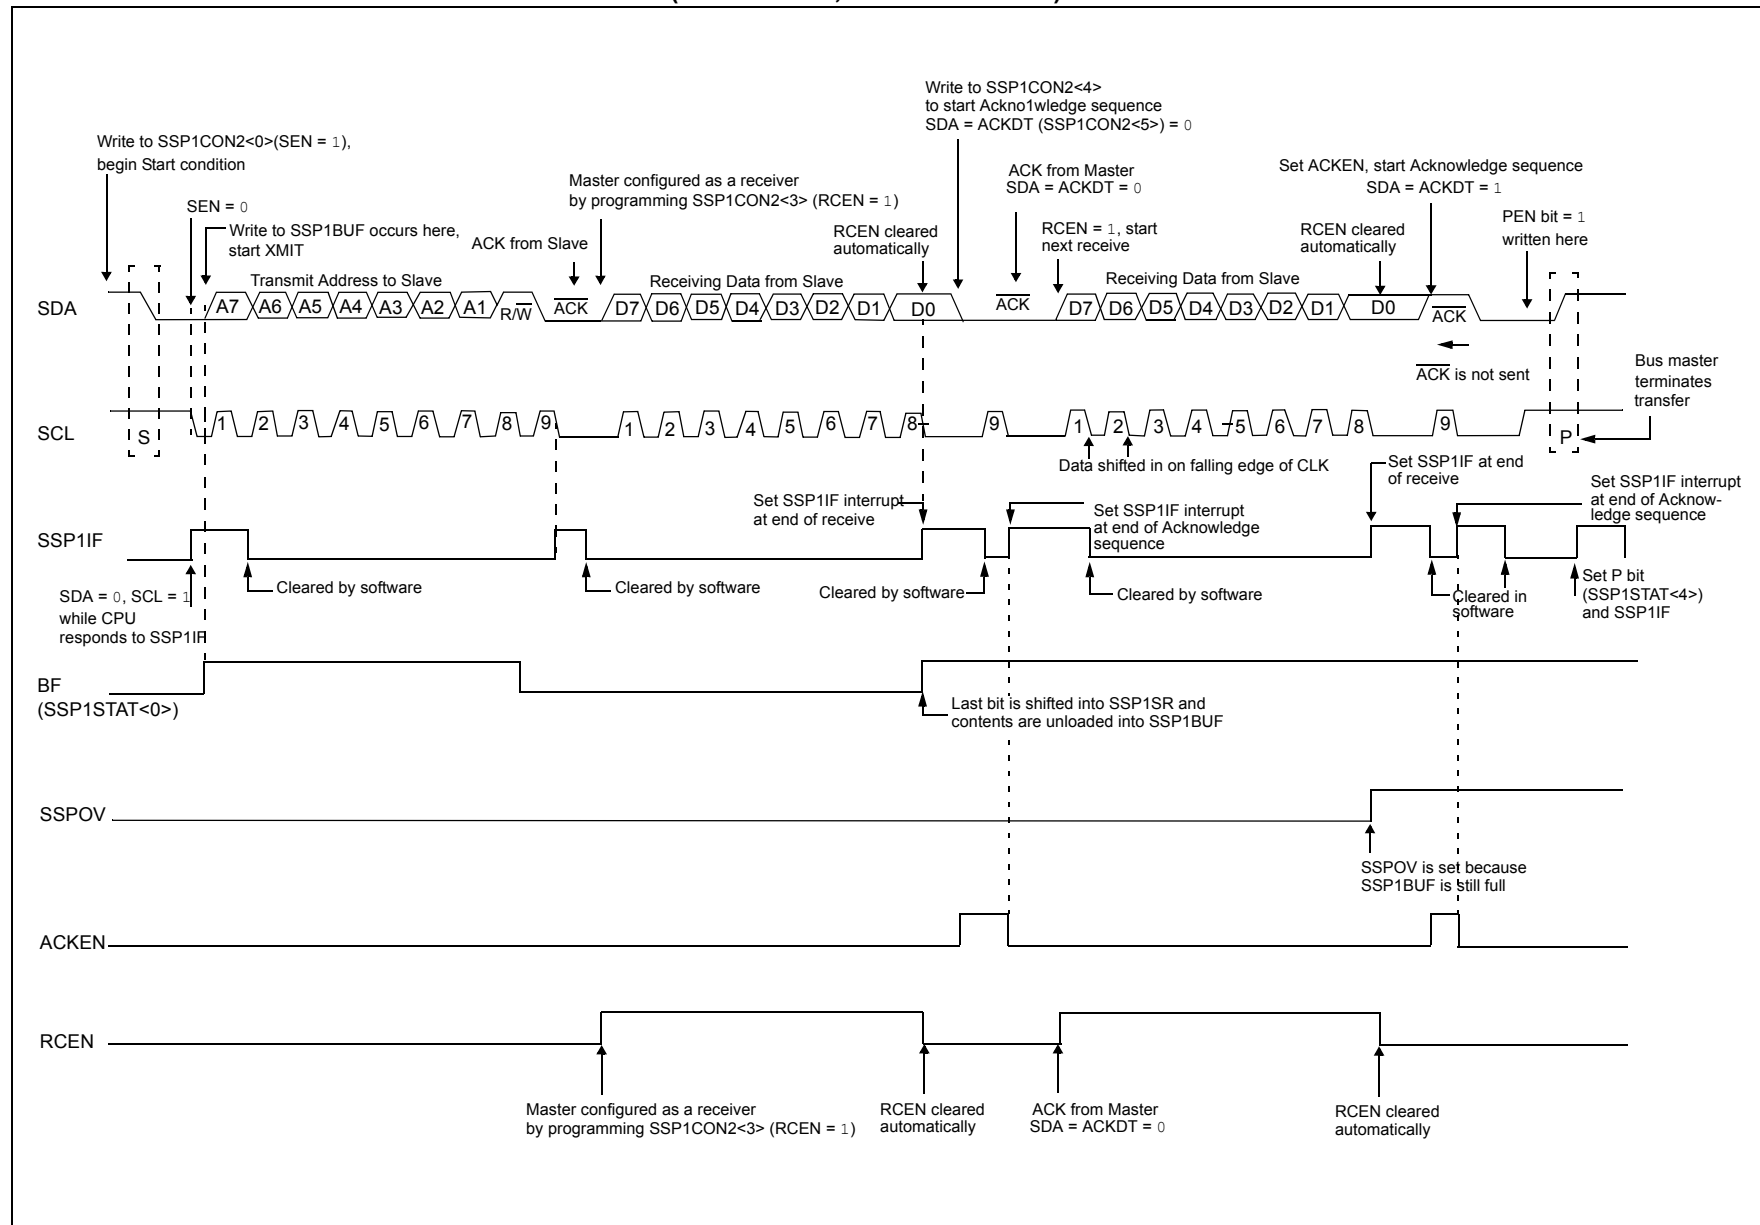 Write to SSP1CON2<4>
to start Ackno1wledge sequence
SDA = ACKDT (SSP1CON2<5>) = 0
Write to SSP1CON2<0>(SEN = 1),
begin Start condition
ACK from Master
SDA = ACKDT = 0
Set ACKEN, start Acknowledge sequence
SDA = ACKDT = 1
Master configured as a receiver
by programming SSP1CON2<3> (RCEN = 1)
SEN = 0
Write to SSP1BUF occurs here,
start XMIT
ACK from Slave
RCEN cleared
automatically
RCEN = 1, start
next receive
RCEN cleared
automatically
PEN bit = 1
written here
Transmit Address to Slave
Receiving Data from Slave
Receiving Data from Slave
SDA
A7 A6 A5 A4 A3 A2 A1 R/W ACK D7 D6 D5 D4 D3 D2 D1 D0 ACK D7 D6 D5 D4 D3 D2 D1 D0 ACK
ACK is not sent
Bus master
terminates
transfer
SCL
S 1 2 3 4 5 6 7 8 9 1 2 3 4 5 6 7 8 9 1 2 3 4 5 6 7 8 9 P
Data shifted in on falling edge of CLK
Set SSP1IF at end
of receive
Set SSP1IF interrupt
at end of receive
Set SSP1IF interrupt
at end of Acknowledge
sequence
Set SSP1IF interrupt
at end of Acknow-
ledge sequence
SSP1IF
Cleared by software
Cleared by software
Cleared by software
Cleared by software
Cleared in
software
Set P bit
(SSP1STAT<4>)
and SSP1IF
SDA = 0, SCL = 1
while CPU
responds to SSP1IF
BF
(SSP1STAT<0>)
Last bit is shifted into SSP1SR and
contents are unloaded into SSP1BUF
SSPOV
SSPOV is set because
SSP1BUF is still full
ACKEN
RCEN
Master configured as a receiver
by programming SSP1CON2<3> (RCEN = 1)
RCEN cleared
automatically
ACK from Master
SDA = ACKDT = 0
RCEN cleared
automatically